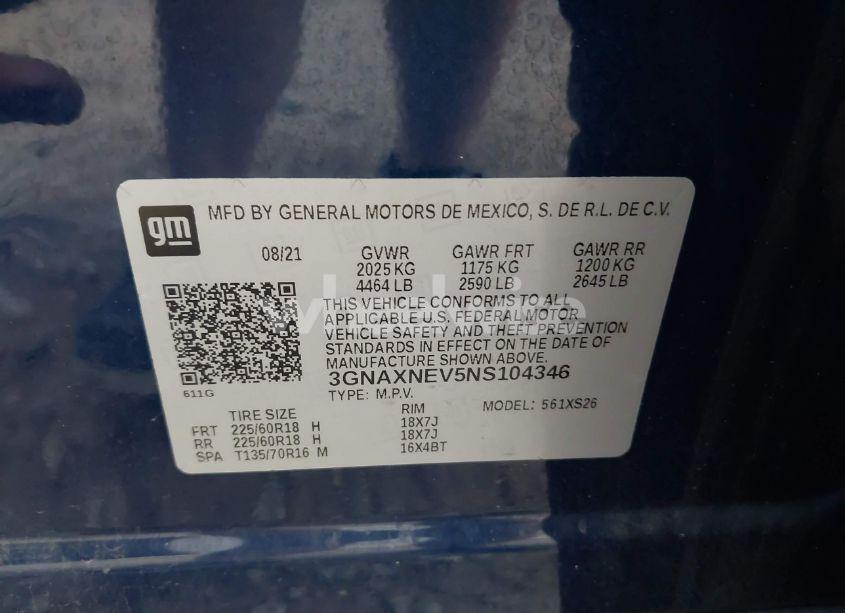 gm MFD BY GENERAL MOTORS DE MEXICO, S. DE R.L. DE C.V.
08/21 GVWR GAWR FRT GAWR RR
2025 KG 1175 KG 1200 KG
4464 LB 2590 LB 2645 LB
THIS VEHICLE CONFORMS TO ALL
APPLICABLE U.S. FEDERAL MOTOR
VEHICLE SAFETY AND THEFT PREVENTION
STANDARDS IN EFFECT ON THE DATE OF
MANUFACTURE SHOWN ABOVE.
3GNAXNEV5NS104346
611G
TYPE: M.P.V. MODEL: 561XS26
TIRE SIZE RIM
FRT 225/60R18 H 18X7J
RR 225/60R18 H 18X7J
SPA T135/70R16 M 16X4BT